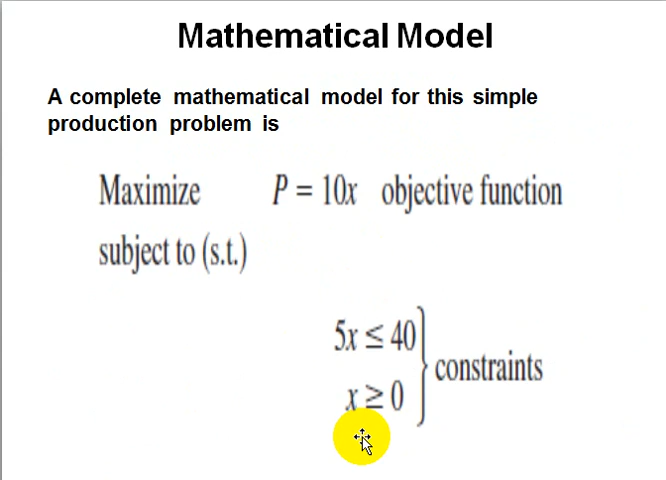 Mathematical Model
A complete mathematical model for this simple
production problem is
Maximize P = 10x objective function
subject to (s.t.)
5x ≤ 40
constraints
x ≥ 0